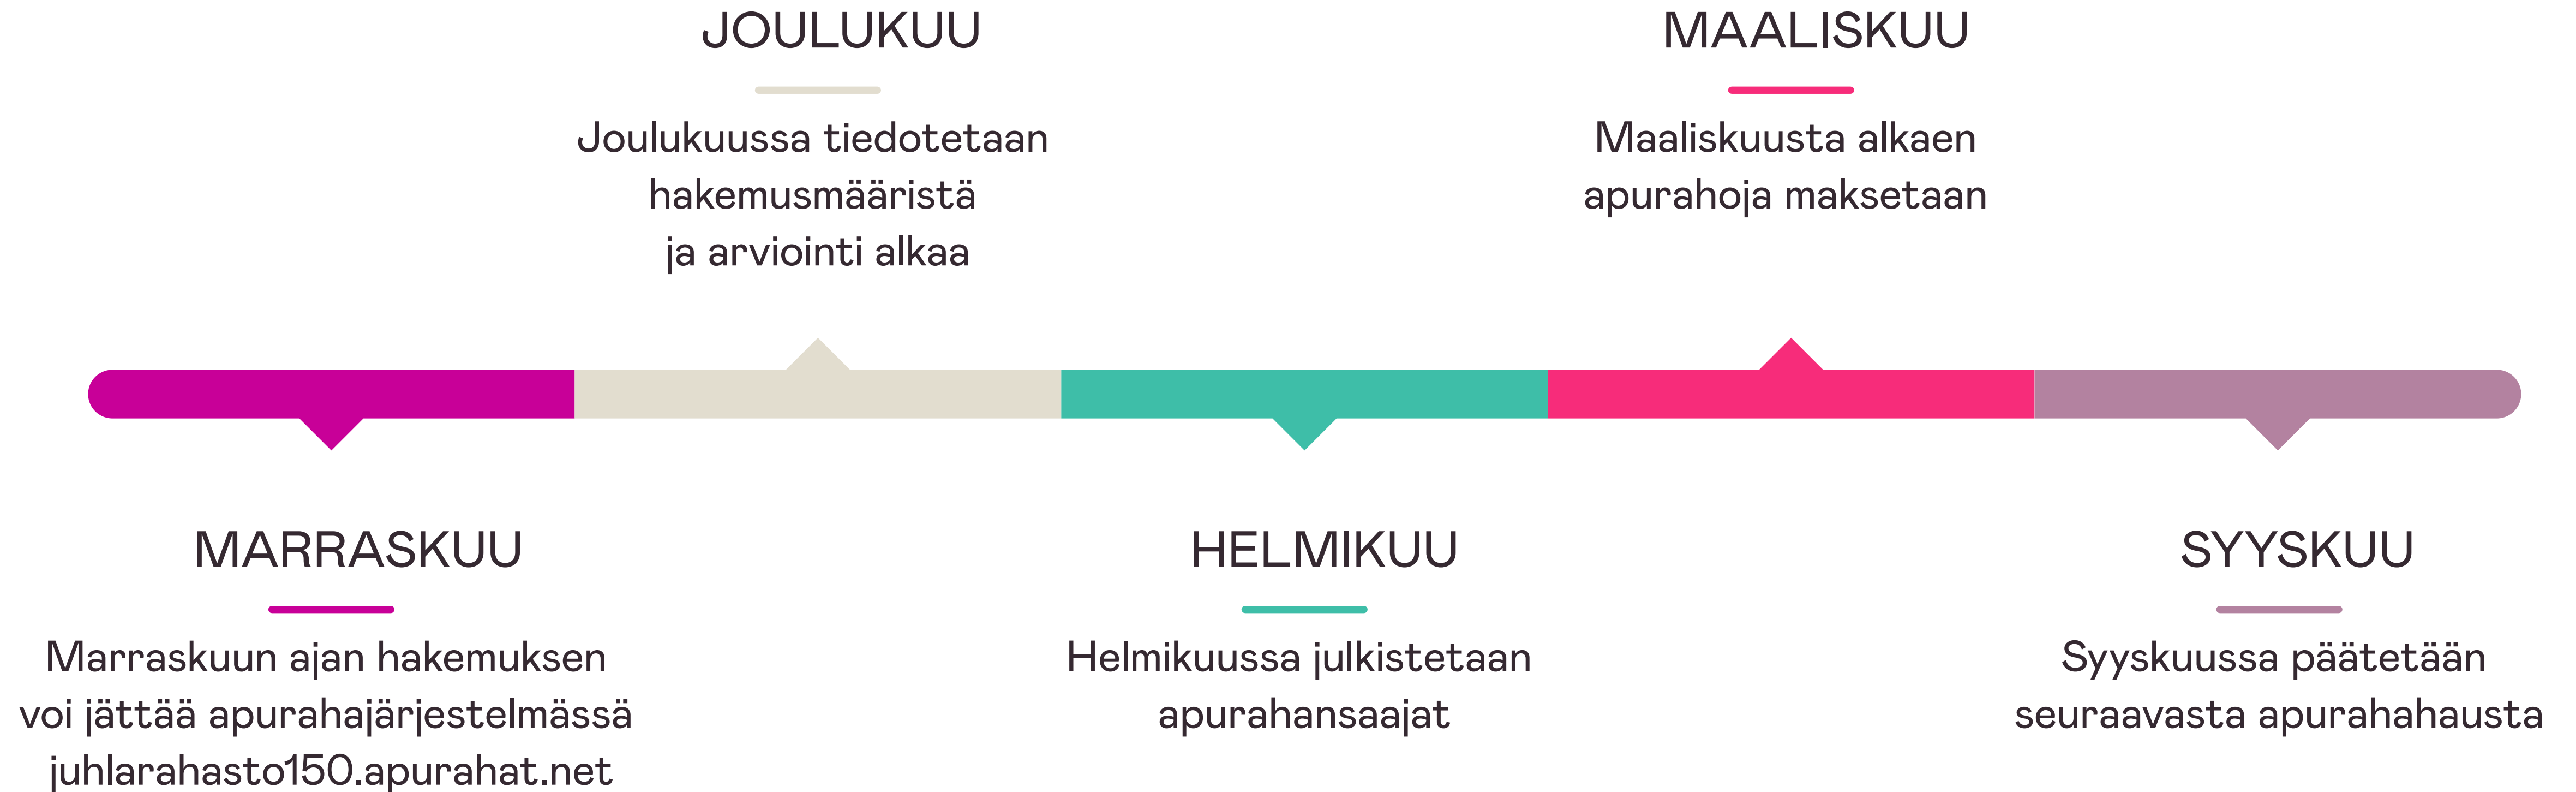 JOULUKUU
Joulukuussa tiedotetaan
hakemusmääristä
ja arviointi alkaa
MAALISKUU
Maaliskuusta alkaen
apurahoja maksetaan
MARRASKUU
Marraskuun ajan hakemuksen
voi jättää apurahajärjestelmässä
juhlarahasto150.apurahat.net
HELMIKUU
Helmikuussa julkistetaan
apurahansaajat
SYYSKUU
Syyskuussa päätetään
seuraavasta apurahahausta